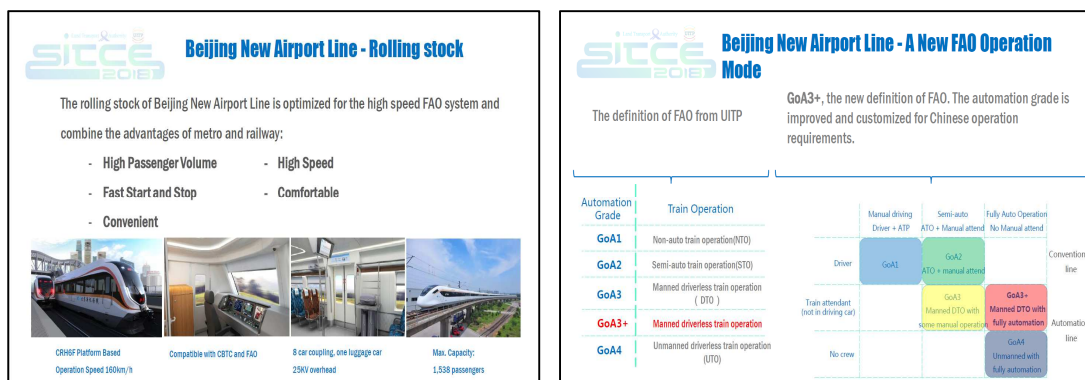 SITCE
2018
Beijing New Airport Line - Rolling stock
The rolling stock of Beijing New Airport Line is optimized for the high speed FAO system and
combine the advantages of metro and railway:
- High Passenger Volume - High Speed
- Fast Start and Stop - Comfortable
- Convenient
CRH6F Platform Based
Operation Speed 160km/h
Compatible with CBTC and FAO
8 car coupling, one luggage car
25KV overhead
Max. Capacity:
1,538 passengers
SITCE
2018
Beijing New Airport Line - A New FAO Operation
Mode
The definition of FAO from UITP
GoA3+, the new definition of FAO. The automation grade is
improved and customized for Chinese operation
requirements.
Automation
Grade
Train Operation
GoA1 Non-auto train operation(NTO)
GoA2 Semi-auto train operation(STO)
GoA3 Manned driverless train operation
( DTO )
GoA3+ Manned driverless train operation
GoA4 Unmanned driverless train operation
(UTO)
Manual driving
Driver + ATP
Semi-auto
ATO + Manual attend
Fully Auto Operation
No Manual attend
Driver
GoA1
GoA2
ATO + manual attend
Convention
line
Train attendant
(not in driving car)
GoA3
Manned DTO with
some manual operation
GoA3+
Manned DTO with
fully automation
Automatio
line
No crew
GoA4
Unmanned with
fully automation